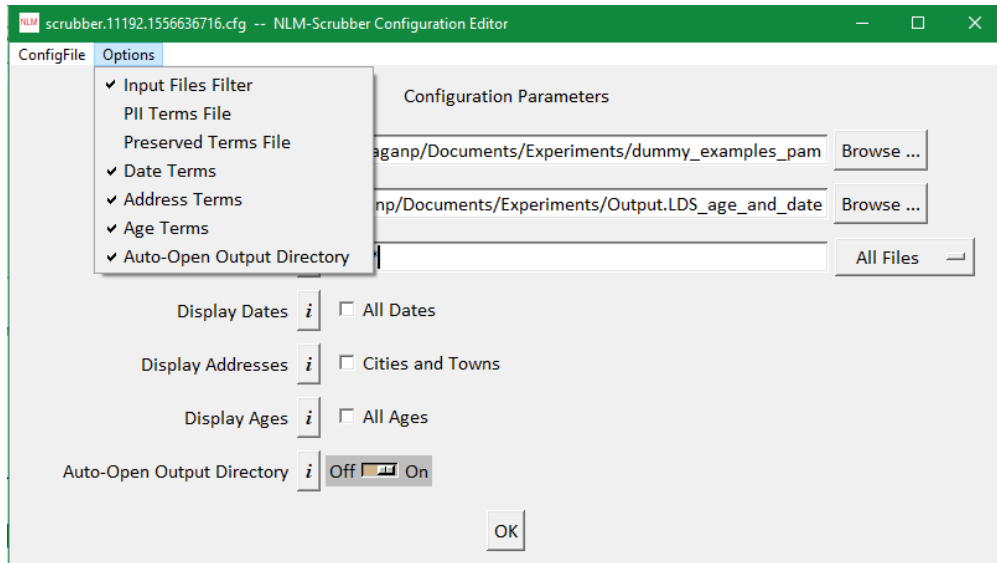 NLM scrubber.11192.1556636716.cfg -- NLM-Scrubber Configuration Editor
ConfigFile Options
Input Files Filter
PII Terms File
Preserved Terms File
Date Terms
Address Terms
Age Terms
Auto-Open Output Directory
Configuration Parameters
aganp/Documents/Experiments/dummy_examples_pam Browse ...
np/Documents/Experiments/Output.LDS_age_and_date Browse ...
All Files
Display Dates i All Dates
Display Addresses i Cities and Towns
Display Ages i All Ages
Auto-Open Output Directory i Off On
OK